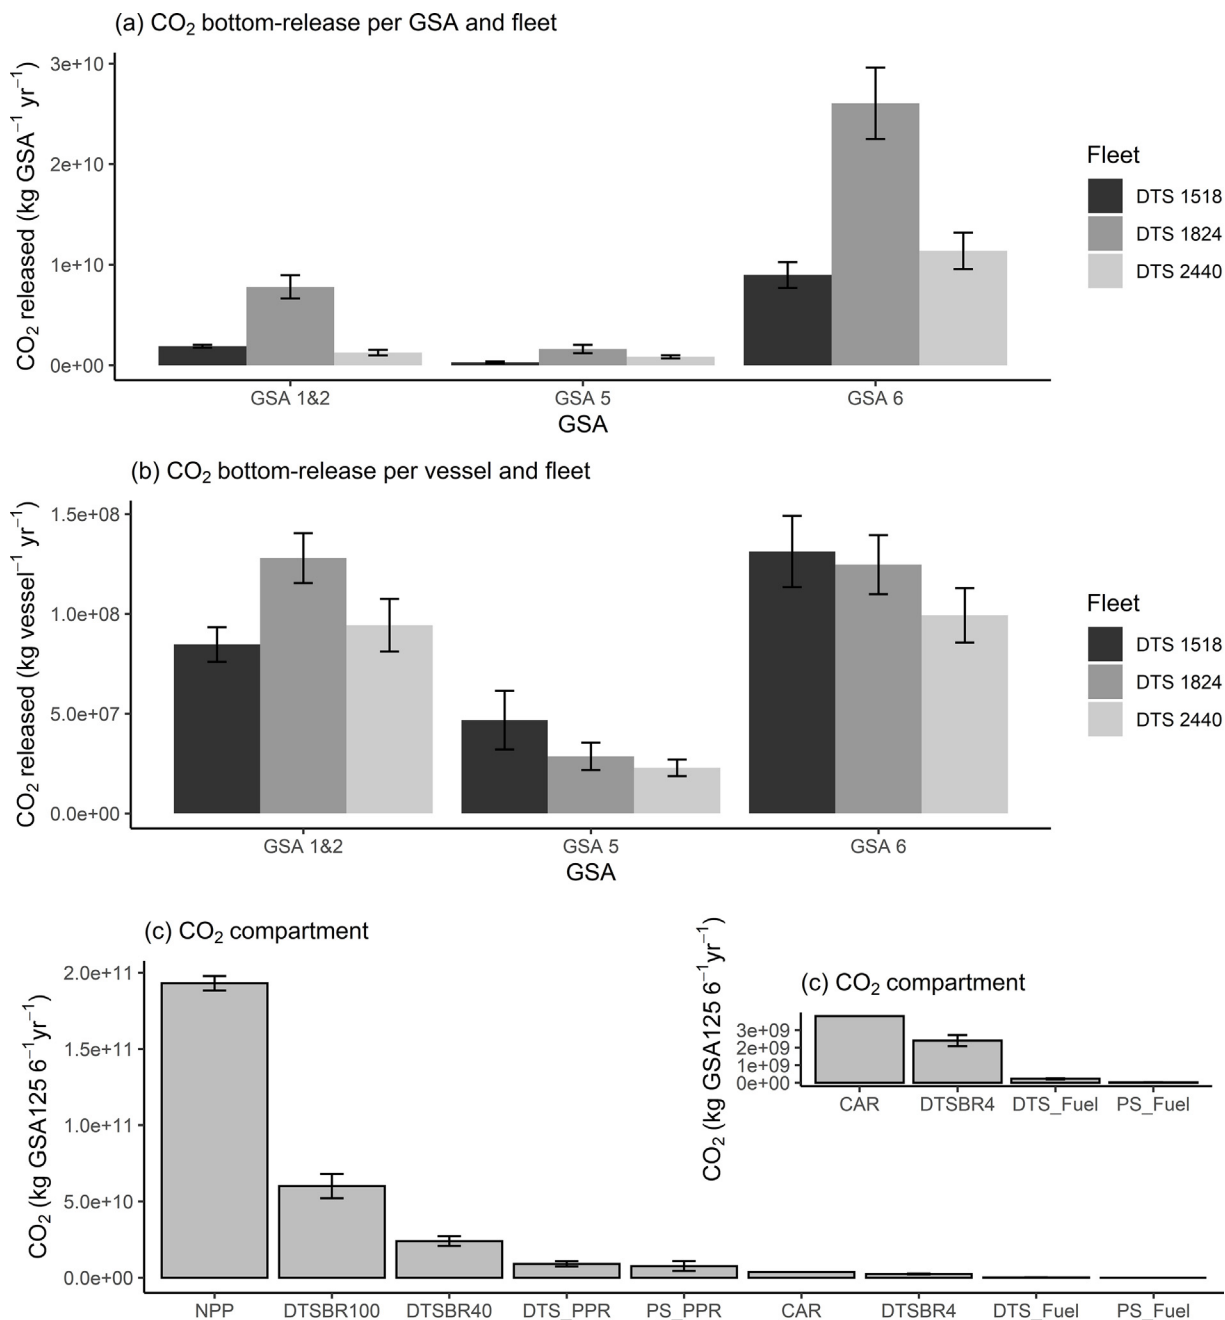 (a) CO₂ bottom-release per GSA and fleet
CO₂ released (kg GSA⁻¹ yr⁻¹)
3e+10
2e+10
1e+10
0e+00
GSA 1&2
GSA 5
GSA 6
GSA
Fleet
DTS 1518
DTS 1824
DTS 2440
(b) CO₂ bottom-release per vessel and fleet
CO₂ released (kg vessel⁻¹ yr⁻¹)
1.5e+08
1.0e+08
5.0e+07
0.0e+00
GSA 1&2
GSA 5
GSA 6
GSA
Fleet
DTS 1518
DTS 1824
DTS 2440
(c) CO₂ compartment
CO₂ (kg GSA125 6⁻¹yr⁻¹)
2.0e+11
1.5e+11
1.0e+11
5.0e+10
0.0e+00
NPP
DTSBR100
DTSBR40
DTS_PPR
PS_PPR
CAR
DTSBR4
DTS_Fuel
PS_Fuel
(c) CO₂ compartment
CO₂ (kg GSA125 6⁻¹yr⁻¹)
3e+09
2e+09
1e+09
0e+00
CAR
DTSBR4
DTS_Fuel
PS_Fuel